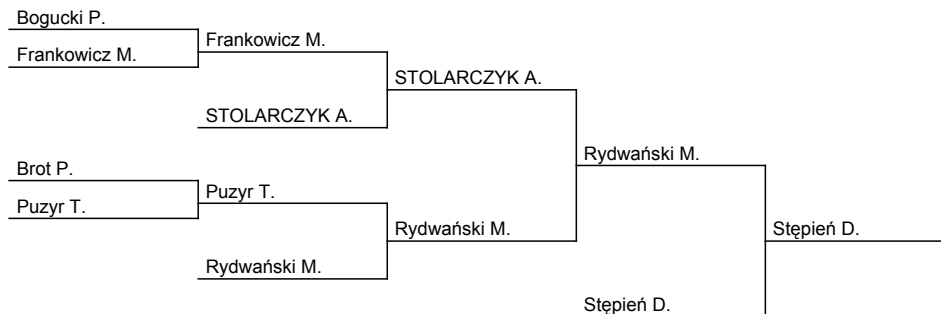 Bogucki P.
Frankowicz M.
Frankowicz M.
STOLARCZYK A.
STOLARCZYK A.
Brot P.
Rydwański M.
Puzyr T.
Puzyr T.
Rydwański M.
Stępień D.
Rydwański M.
Stępień D.